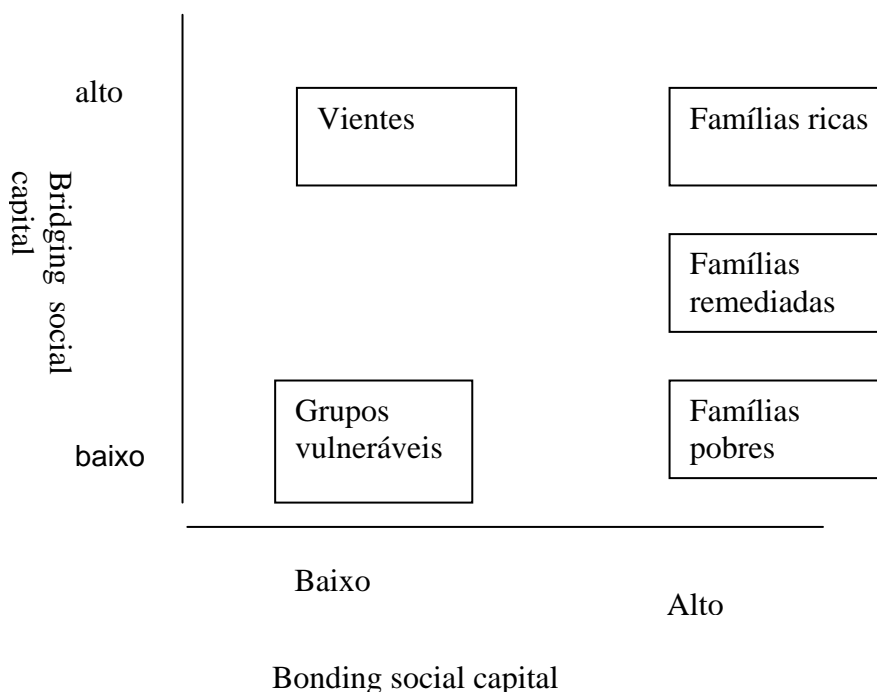 alto
Vientes
Famílias ricas
Bridging social
capital
Famílias
remediadas
Grupos
vulneráveis
Famílias
pobres
baixo
Baixo
Alto
Bonding social capital